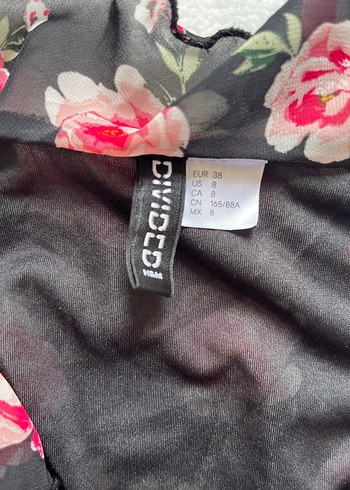 DIVIDED
H&M
EUR 38
US 8
CA 8
CN 165/88A
MX 8